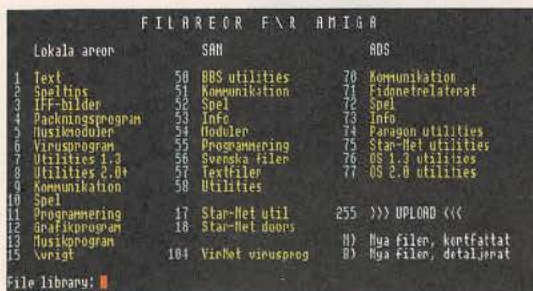 FILAREOR F\R AMIGA
Lokala areor SAN ADS
1 Text 50 BBS utilities 70 Kommunikation
2 Speltips 51 Kommunikation 71 Fidonetrelaterat
3 IFF-bilder 52 Spel 72 Spel
4 Packningsprogram 53 Info 73 Info
5 Musikmoduler 54 Moduler 74 Paragon utilities
6 Virusprogram 55 Programmering 75 Star-Net utilities
7 Utilities 1.3 56 Svenska filer 76 OS 1.3 utilities
8 Utilities 2.0+ 57 Textfiler 77 OS 2.0 utilities
9 Kommunikation 58 Utilities
10 Spel
11 Programmering 17 Star-Net util 255 >>> UPLOAD <<<
12 Grafikprogram 18 Star-Net doors
13 Musikprogram N) Nya filer, kortfattat
15 \vrigt 104 VirNet virusprog B) Nya filer, detaljerat
File library: